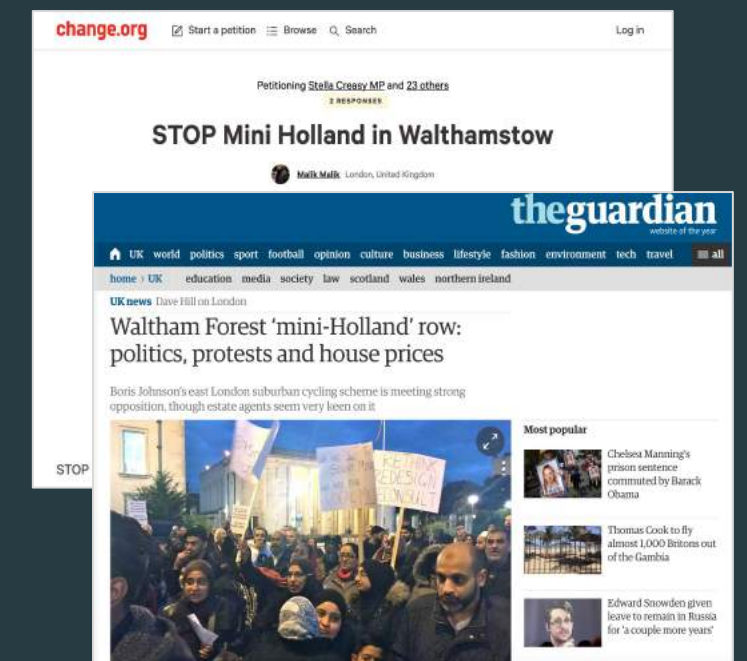 change.org Start a petition Browse Search Log in
Petitioning Stella Creasy MP and 23 others
2 RESPONSES
STOP Mini Holland in Walthamstow
Malik Malik London, United Kingdom
STOP
theguardian
website of the year
UK world politics sport football opinion culture business lifestyle fashion environment tech travel all
home › UK education media society law scotland wales northern ireland
UK news Dave Hill on London
Waltham Forest ‘mini-Holland’ row:
politics, protests and house prices
Boris Johnson's east London suburban cycling scheme is meeting strong
opposition, though estate agents seem very keen on it
RETHINK
REDESIGN
RECONSULT
Most popular
Chelsea Manning's
prison sentence
commuted by Barack
Obama
Thomas Cook to fly
almost 1,000 Britons out
of the Gambia
Edward Snowden given
leave to remain in Russia
for 'a couple more years'